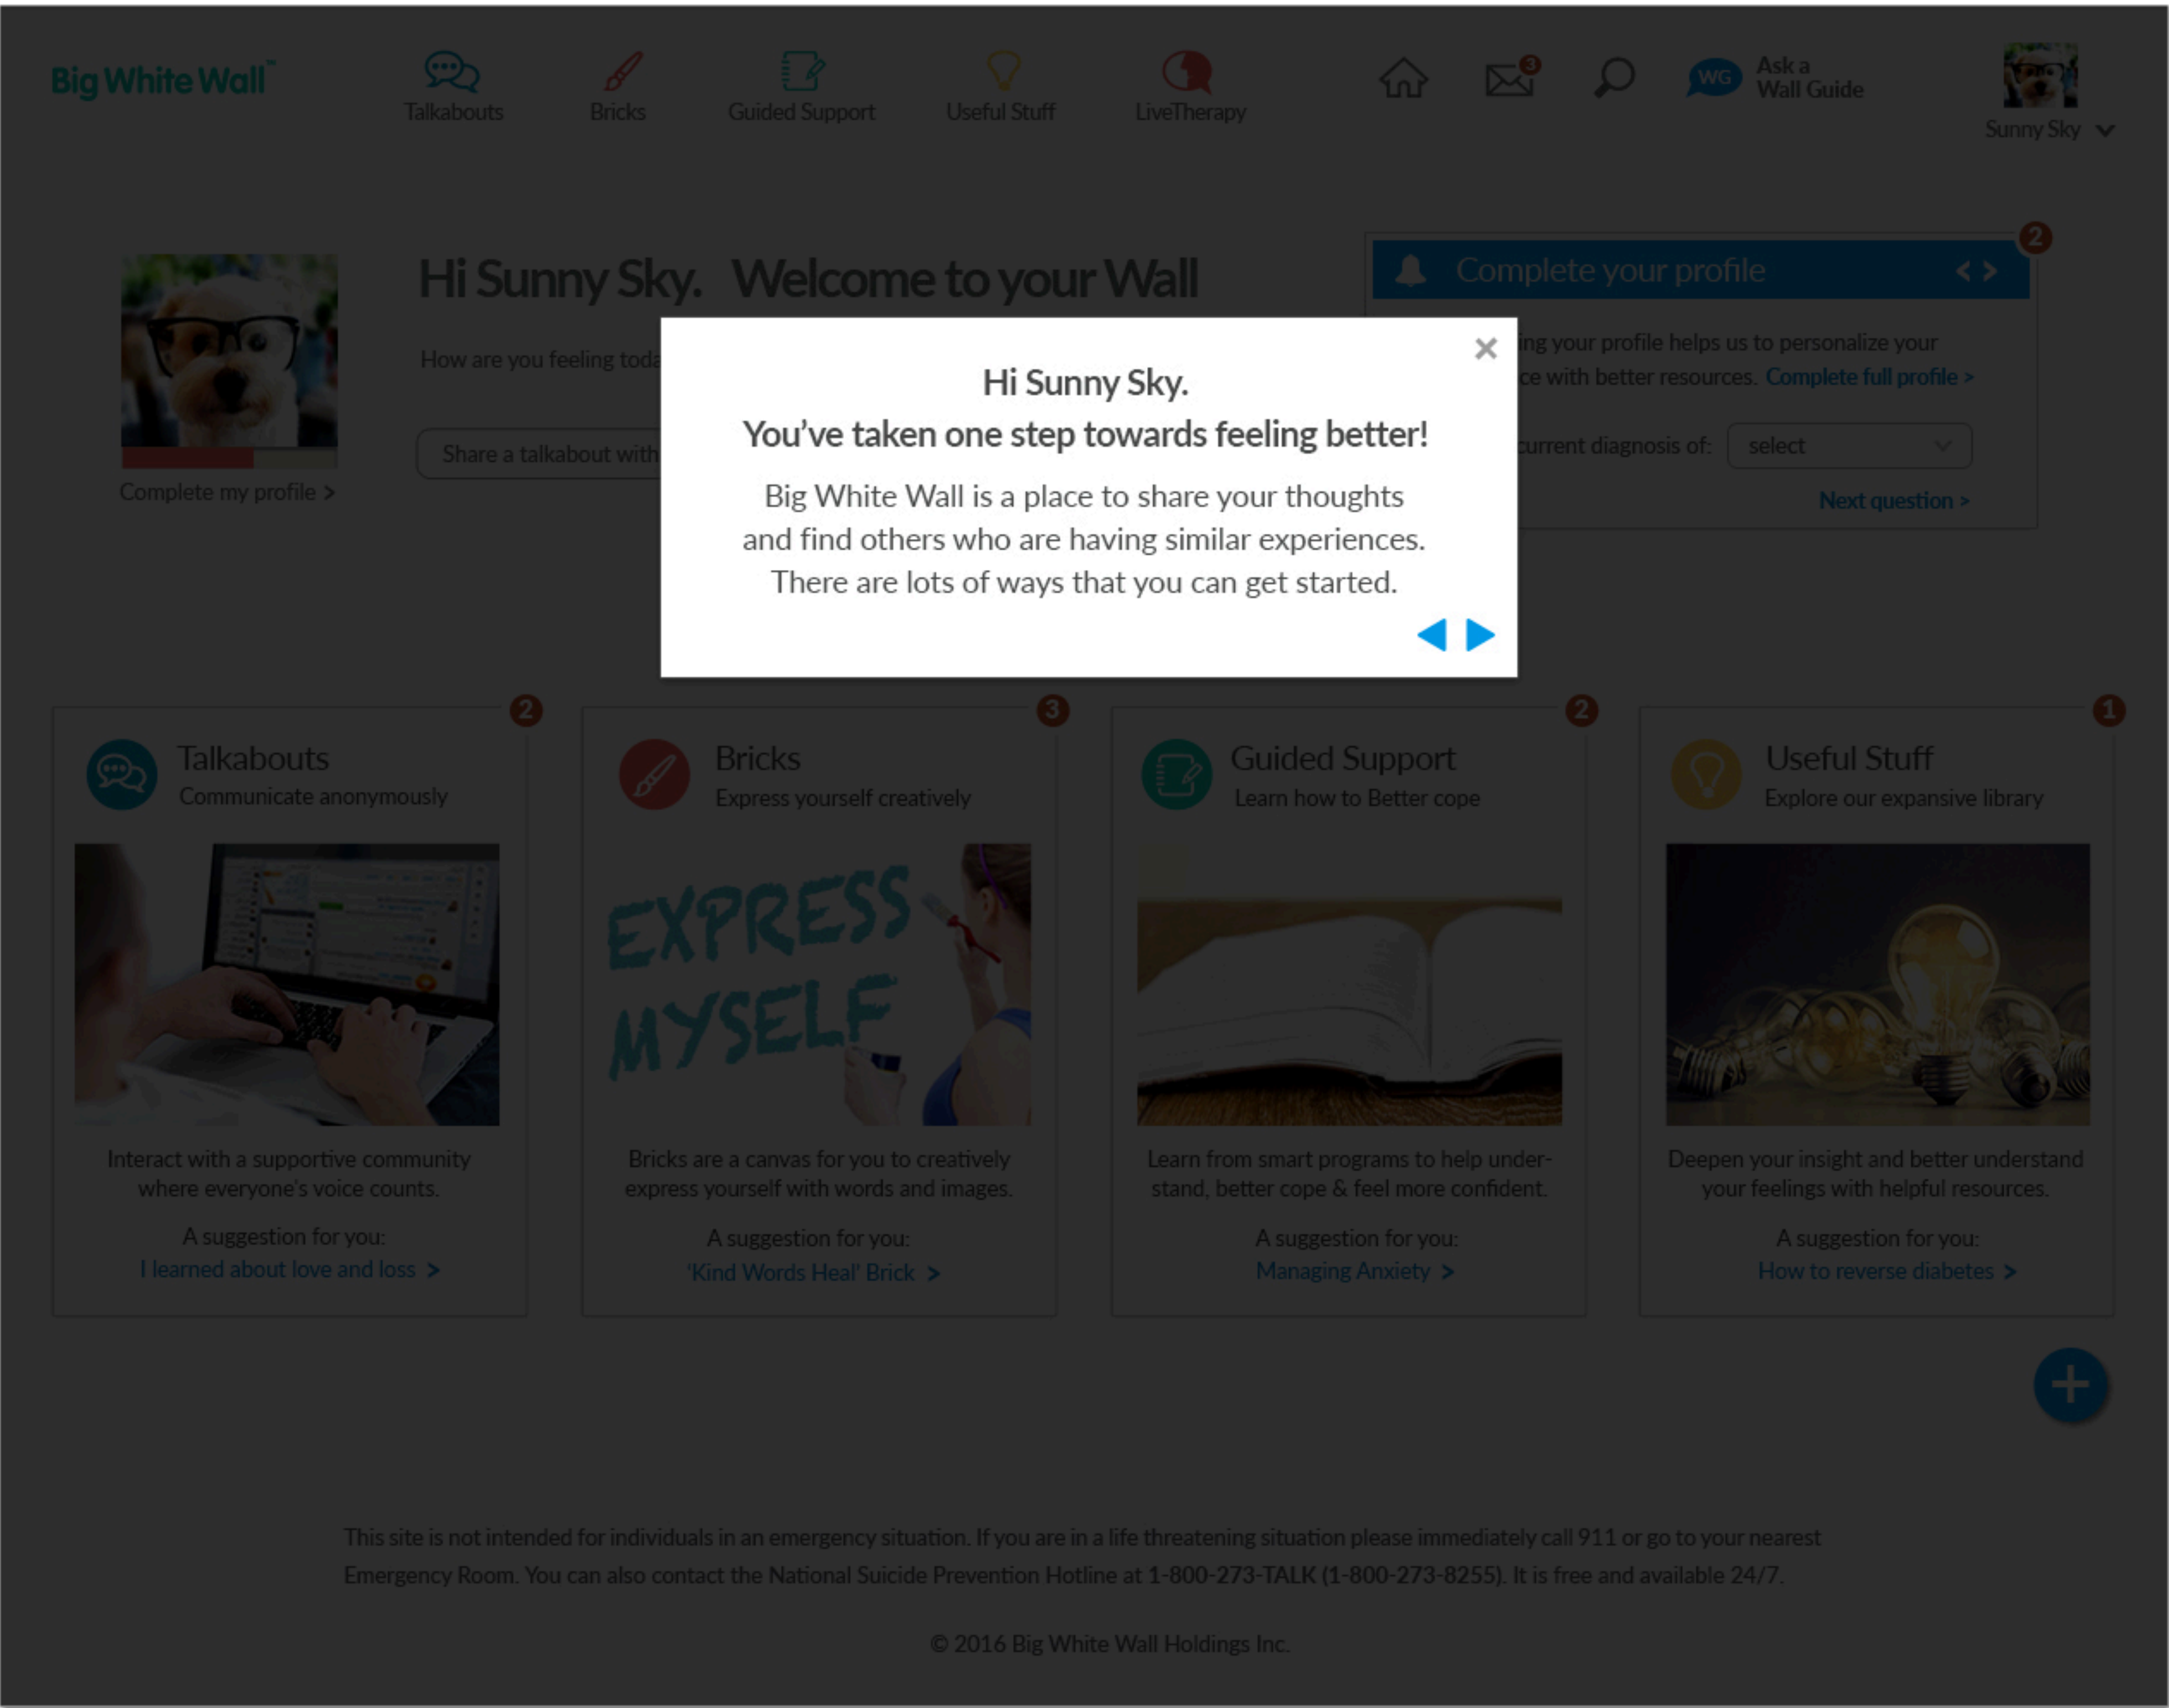 Big White Wall™
Talkabouts
Bricks
Guided Support
Useful Stuff
LiveTherapy
3
WG
Ask a
Wall Guide
Sunny Sky
Complete my profile >
Hi Sunny Sky. Welcome to your Wall
How are you feeling toda
Share a talkabout with
2
Complete your profile < >
ing your profile helps us to personalize your
ce with better resources. Complete full profile >
current diagnosis of: select
Next question >
×
Hi Sunny Sky.
You've taken one step towards feeling better!
Big White Wall is a place to share your thoughts
and find others who are having similar experiences.
There are lots of ways that you can get started.
2
Talkabouts
Communicate anonymously
Interact with a supportive community
where everyone's voice counts.
A suggestion for you:
I learned about love and loss >
3
Bricks
Express yourself creatively
EXPRESS
MYSELF
Bricks are a canvas for you to creatively
express yourself with words and images.
A suggestion for you:
'Kind Words Heal' Brick >
2
Guided Support
Learn how to Better cope
Learn from smart programs to help under-
stand, better cope & feel more confident.
A suggestion for you:
Managing Anxiety >
1
Useful Stuff
Explore our expansive library
Deepen your insight and better understand
your feelings with helpful resources.
A suggestion for you:
How to reverse diabetes >
+
This site is not intended for individuals in an emergency situation. If you are in a life threatening situation please immediately call 911 or go to your nearest
Emergency Room. You can also contact the National Suicide Prevention Hotline at 1-800-273-TALK (1-800-273-8255). It is free and available 24/7.
© 2016 Big White Wall Holdings Inc.